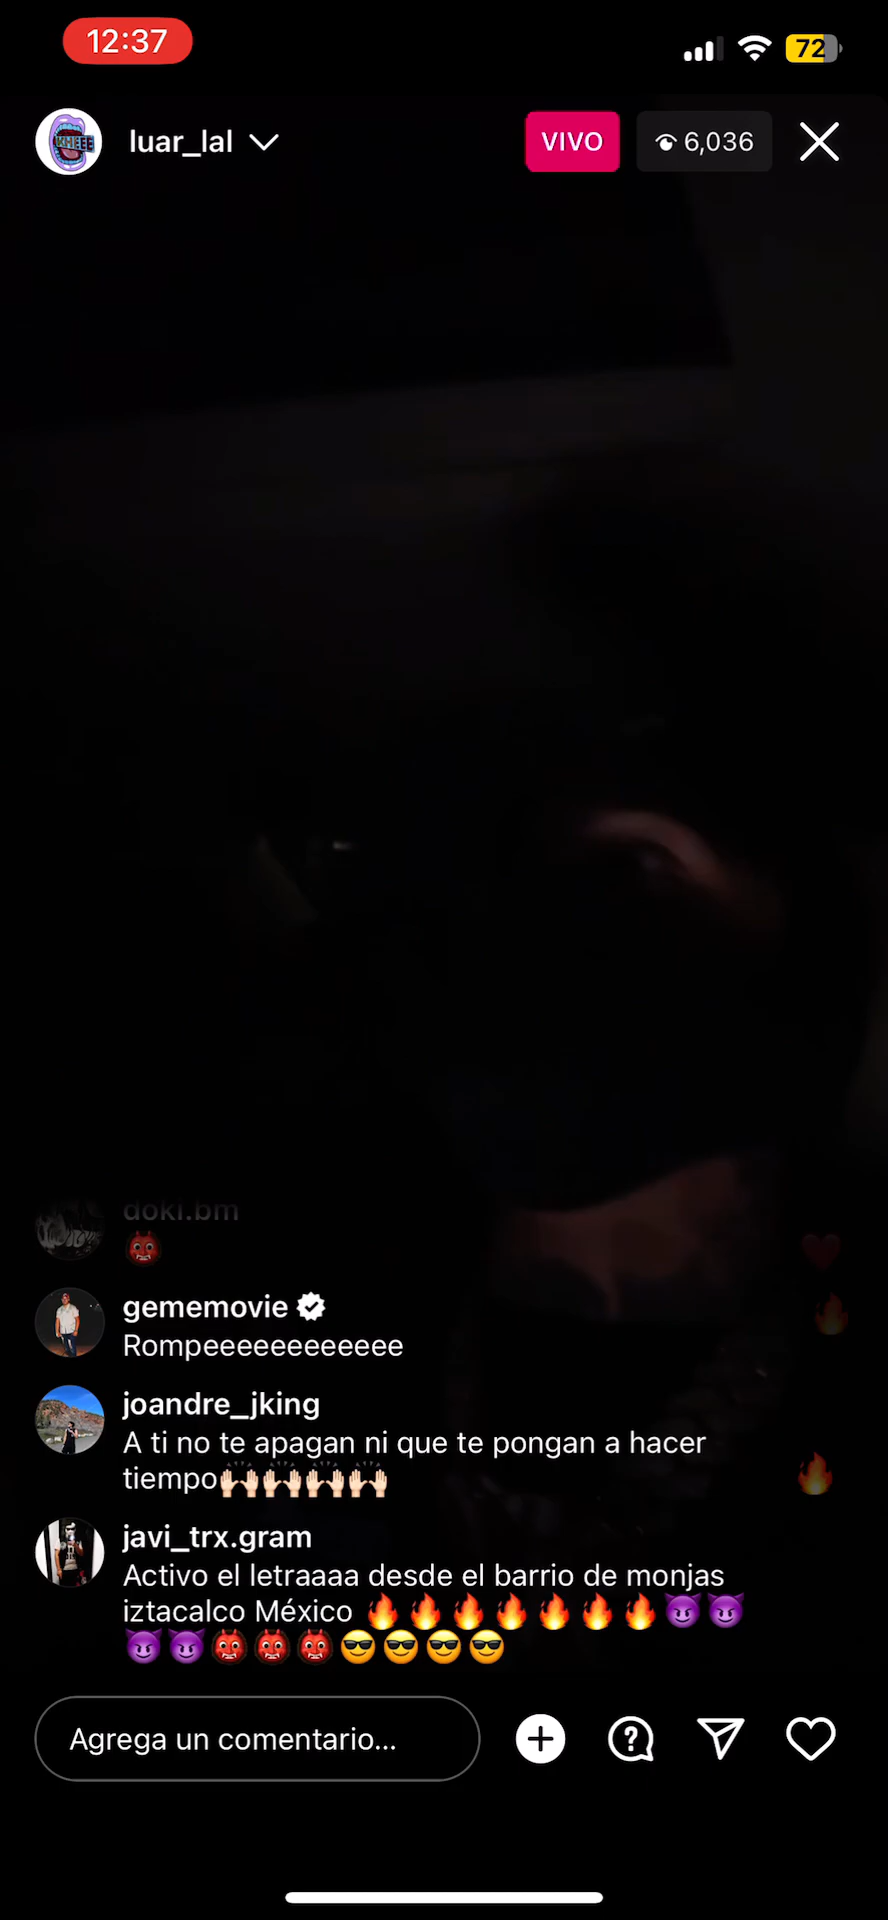 12:37
72
KMEEE
luar_lal
VIVO
6,036
doki.bm
👹
gememovie
Rompeeeeeeeeeeee
joandre_jking
A ti no te apagan ni que te pongan a hacer
tiempo🙌🏻🙌🏻🙌🏻🙌🏻
javi_trx.gram
Activo el letraaaa desde el barrio de monjas
iztacalco México 🔥🔥🔥🔥🔥🔥🔥😈😈
😈😈👹👹👹😎😎😎😎
Agrega un comentario...